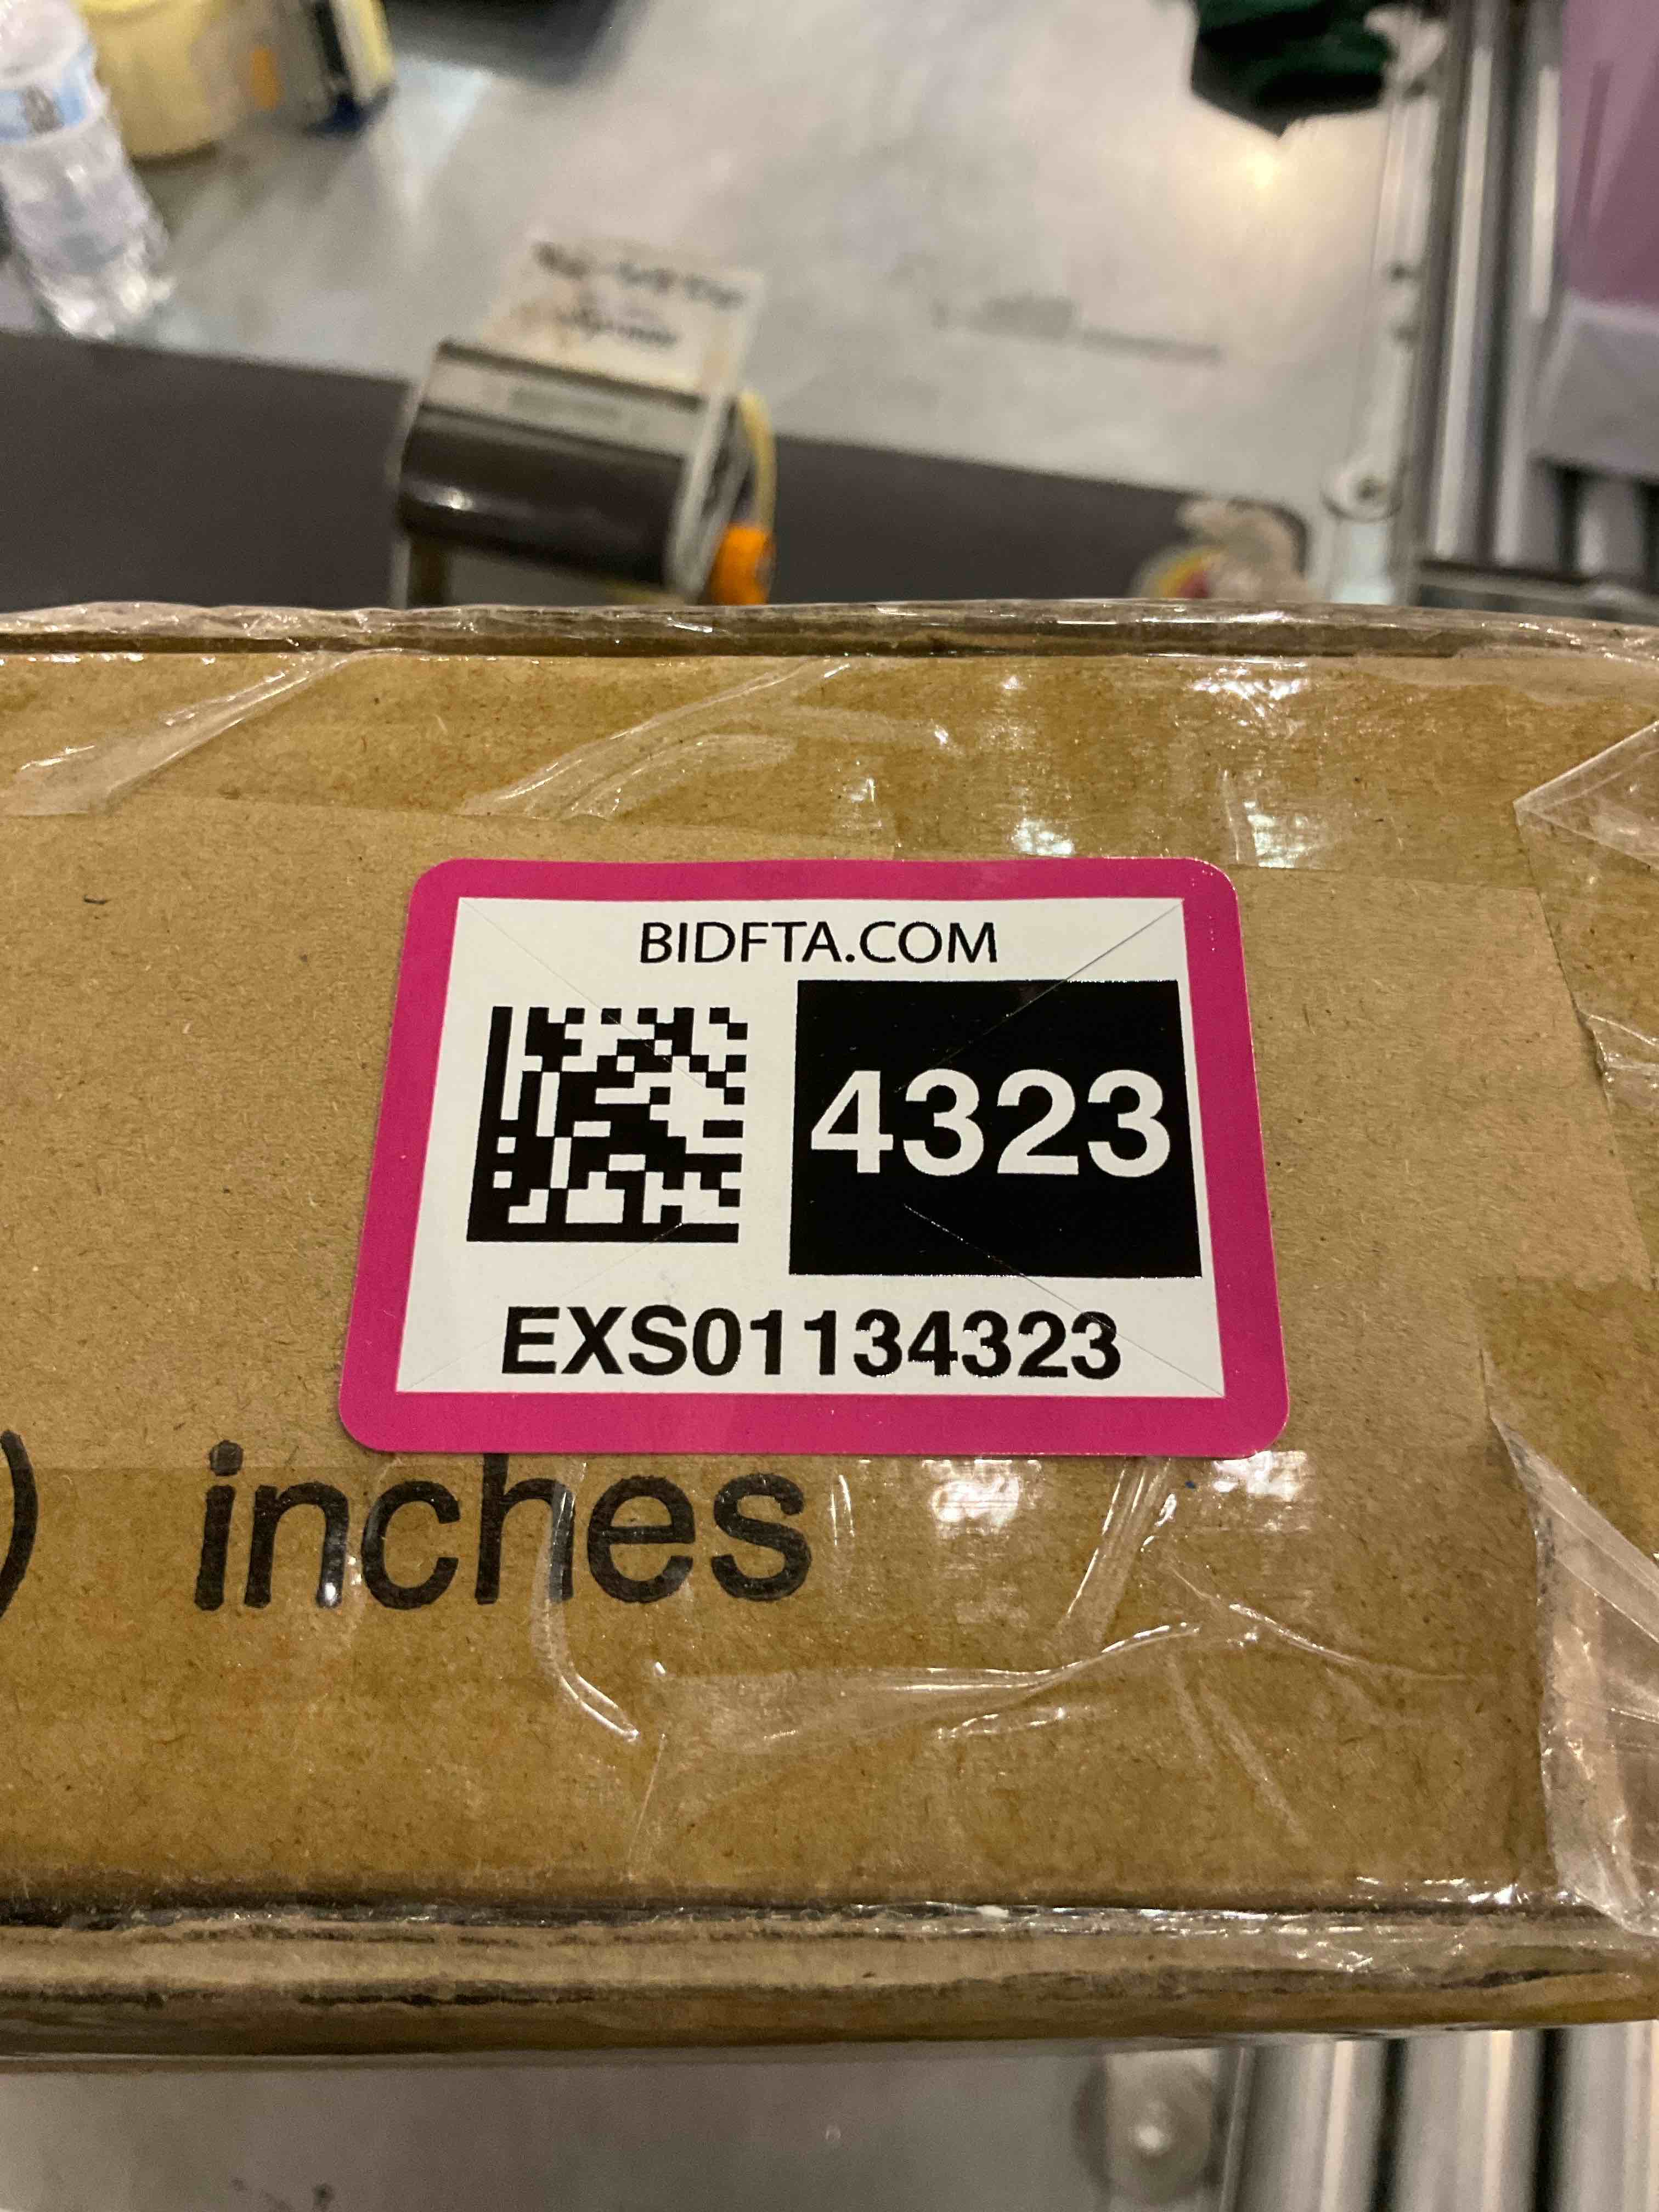 BIDFTA.COM
4323
EXS01134323
) inches